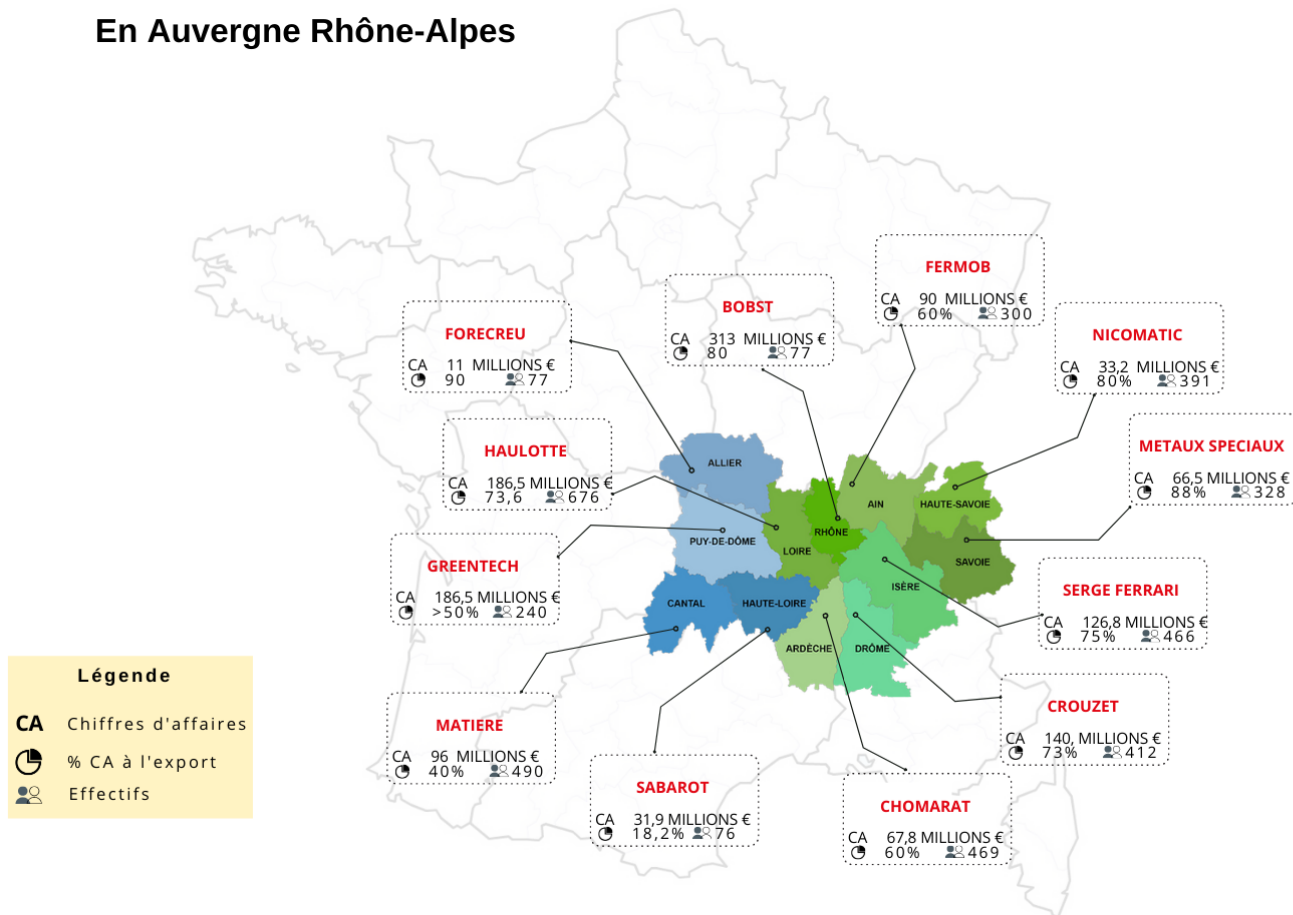 En Auvergne Rhône-Alpes
FERMOB
CA 90 MILLIONS €
60% 300
BOBST
CA 313 MILLIONS €
80 77
FORECREU
CA 11 MILLIONS €
90 77
NICOMATIC
CA 33,2 MILLIONS €
80% 391
HAULOTTE
CA 186,5 MILLIONS €
73,6 676
METAUX SPECIAUX
CA 66,5 MILLIONS €
88% 328
GREENTECH
CA 186,5 MILLIONS €
>50% 240
SERGE FERRARI
CA 126,8 MILLIONS €
75% 466
MATIERE
CA 96 MILLIONS €
40% 490
CROUZET
CA 140, MILLIONS €
73% 412
SABAROT
CA 31,9 MILLIONS €
18,2% 76
CHOMARAT
CA 67,8 MILLIONS €
60% 469
ALLIER
PUY-DE-DÔME
LOIRE
RHÔNE
AIN
HAUTE-SAVOIE
SAVOIE
ISÈRE
CANTAL
HAUTE-LOIRE
ARDÈCHE
DRÔME
Légende
CA Chiffres d'affaires
% CA à l'export
Effectifs